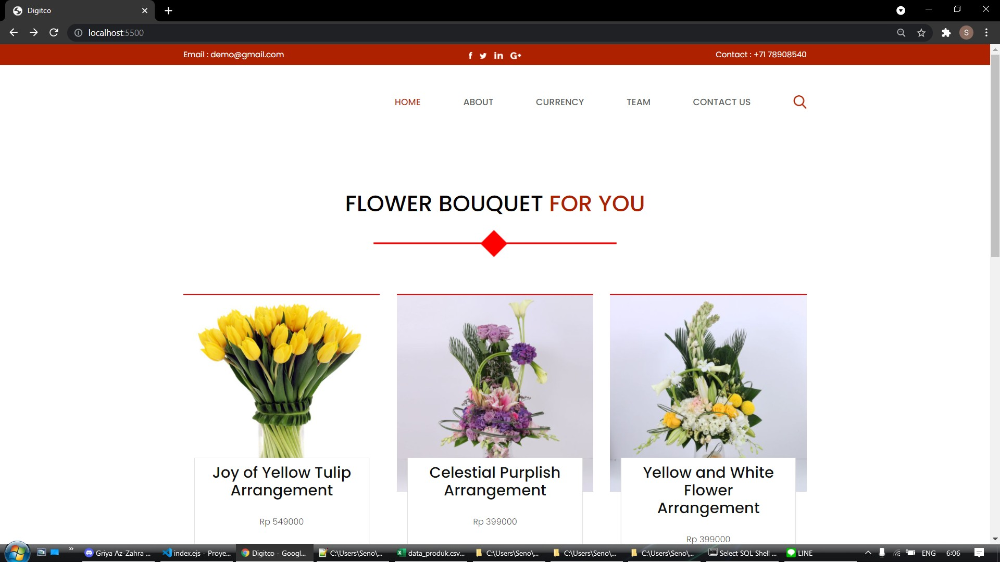 Digitco
localhost:5500
S
Email : demo@gmail.com
Contact : +71 78908540
HOME
ABOUT
CURRENCY
TEAM
CONTACT US
FLOWER BOUQUET FOR YOU
Joy of Yellow Tulip
Arrangement
Rp 549000
Celestial Purplish
Arrangement
Rp 399000
Yellow and White
Flower
Arrangement
Rp 399000
Griya Az-Zahra ...
index.ejs - Proye...
Digitco - Googl...
C:\Users\Seno\...
data_produk.csv...
C:\Users\Seno\...
C:\Users\Seno\...
C:\Users\Seno\...
Select SQL Shell ...
LINE
ENG
6:06